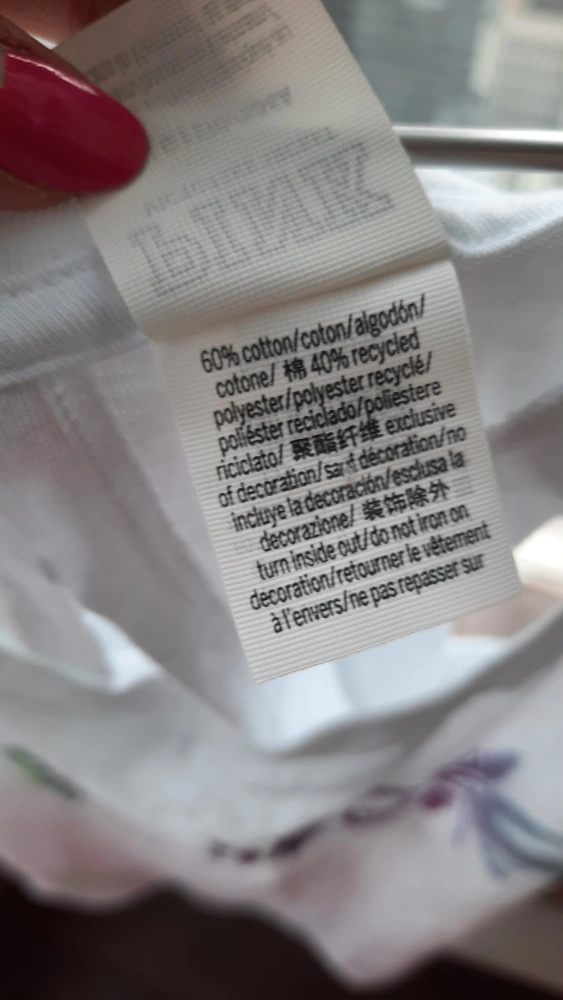 PINK
60% cotton/coton/algodón/
cotone/ 棉 40% recycled
polyester/polyester recyclé/
poliéster reciclado/poliestere
riciclato/ 聚酯纤维 exclusive
of decoration/sauf décoration/no
incluye la decoración/esclusa la
decorazione/ 装饰除外
turn inside out/do not iron on
decoration/retourner le vêtement
à l'envers/ne pas repasser sur